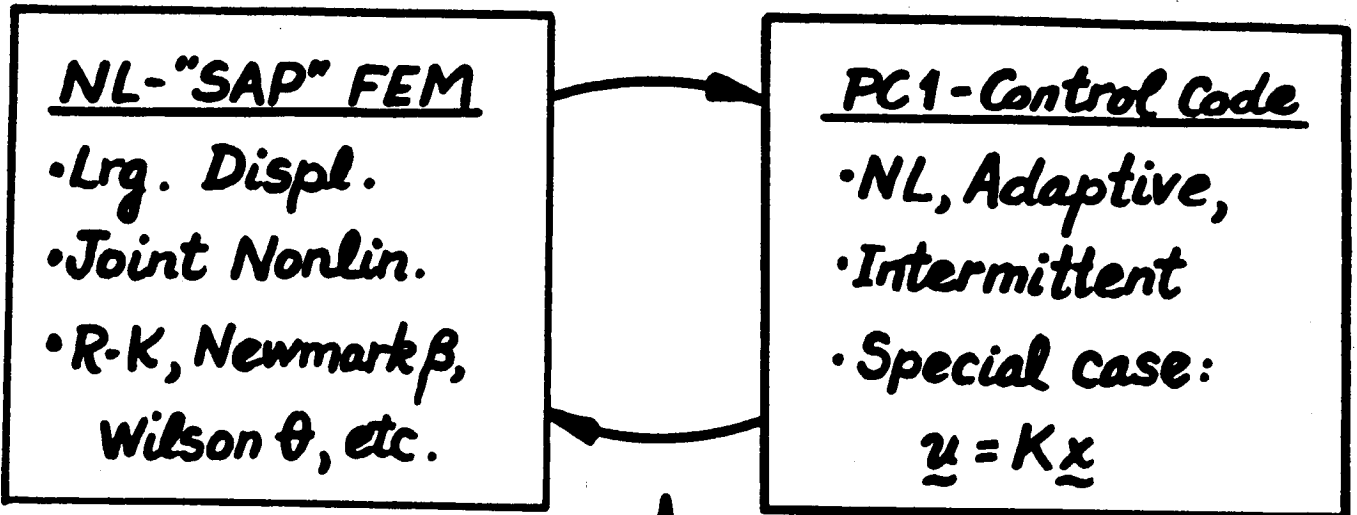 NL-"SAP" FEM
•Lrg. Displ.
•Joint Nonlin.
•R-K, Newmark β,
Wilson θ, etc.
PC1-Control Code
•NL, Adaptive,
•Intermittent
•Special case:
u = Kx